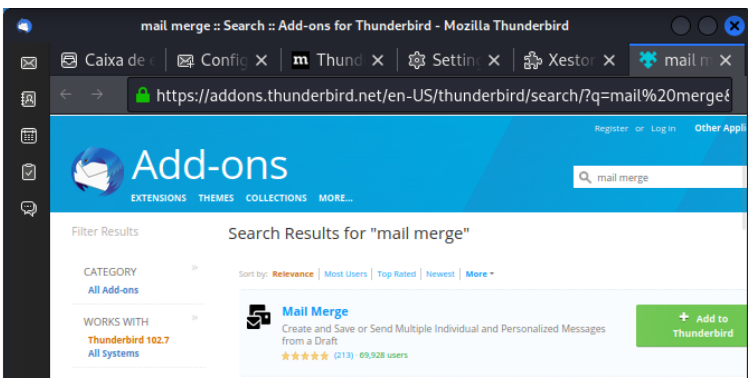 mail merge :: Search :: Add-ons for Thunderbird - Mozilla Thunderbird
Caixa de e
Config
m Thund
Setting
Xestor
mail m
https://addons.thunderbird.net/en-US/thunderbird/search/?q=mail%20merge&
Register or Log in Other Appli
Add-ons
mail merge
EXTENSIONS THEMES COLLECTIONS MORE...
Filter Results
Search Results for "mail merge"
CATEGORY »
All Add-ons
Sort by: Relevance | Most Users | Top Rated | Newest | More
WORKS WITH »
Thunderbird 102.7
All Systems
Mail Merge
Create and Save or Send Multiple Individual and Personalized Messages
from a Draft
(213) · 69,928 users
+ Add to
Thunderbird